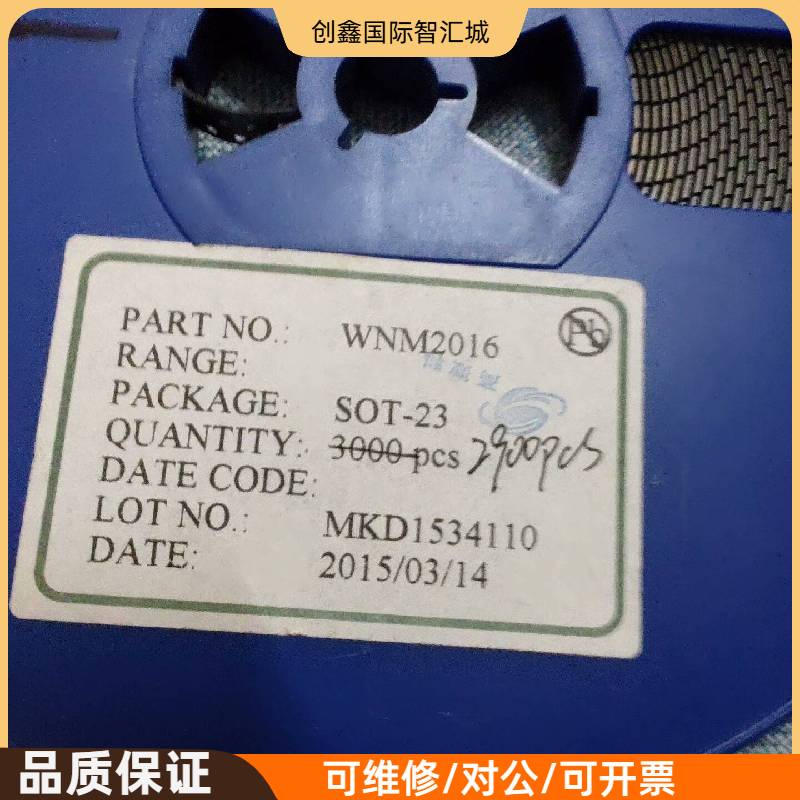 创鑫国际智汇城
PART NO.: WNM2016
Pb
RANGE:
PACKAGE: SOT-23
QUANTITY: 3000 pcs 2900pcs
DATE CODE:
LOT NO.: MKD1534110
DATE: 2015/03/14
品质保证
可维修/对公/可开票